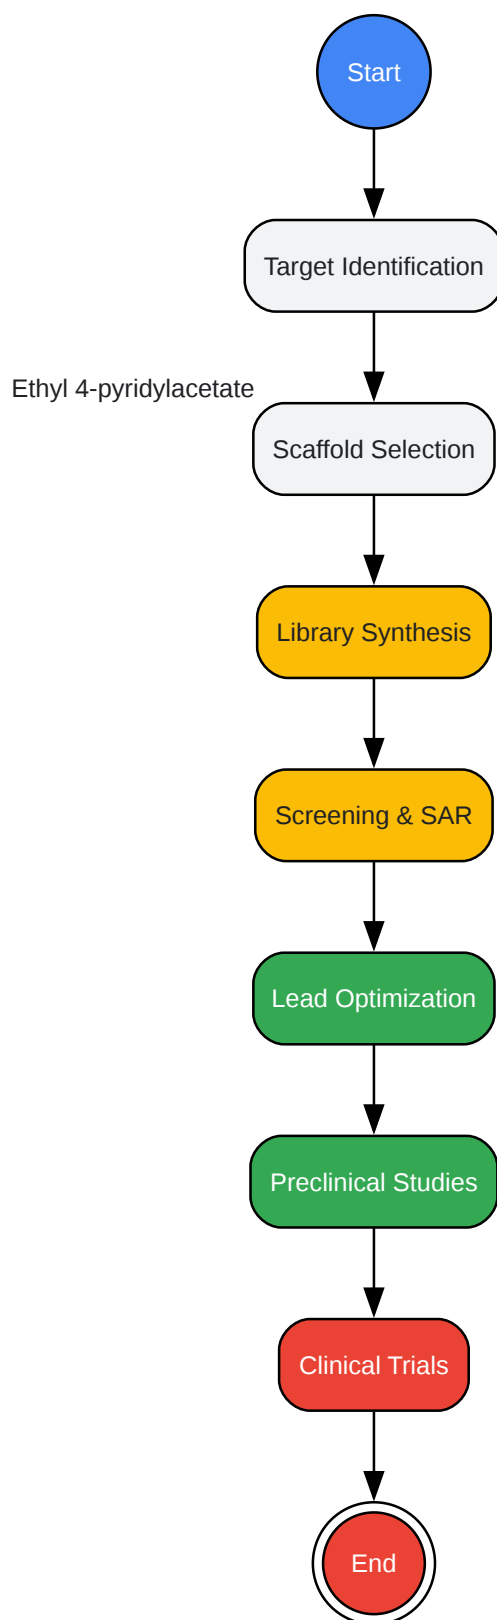 Start
Target Identification
Ethyl 4-pyridylacetate
Scaffold Selection
Library Synthesis
Screening & SAR
Lead Optimization
Preclinical Studies
Clinical Trials
End